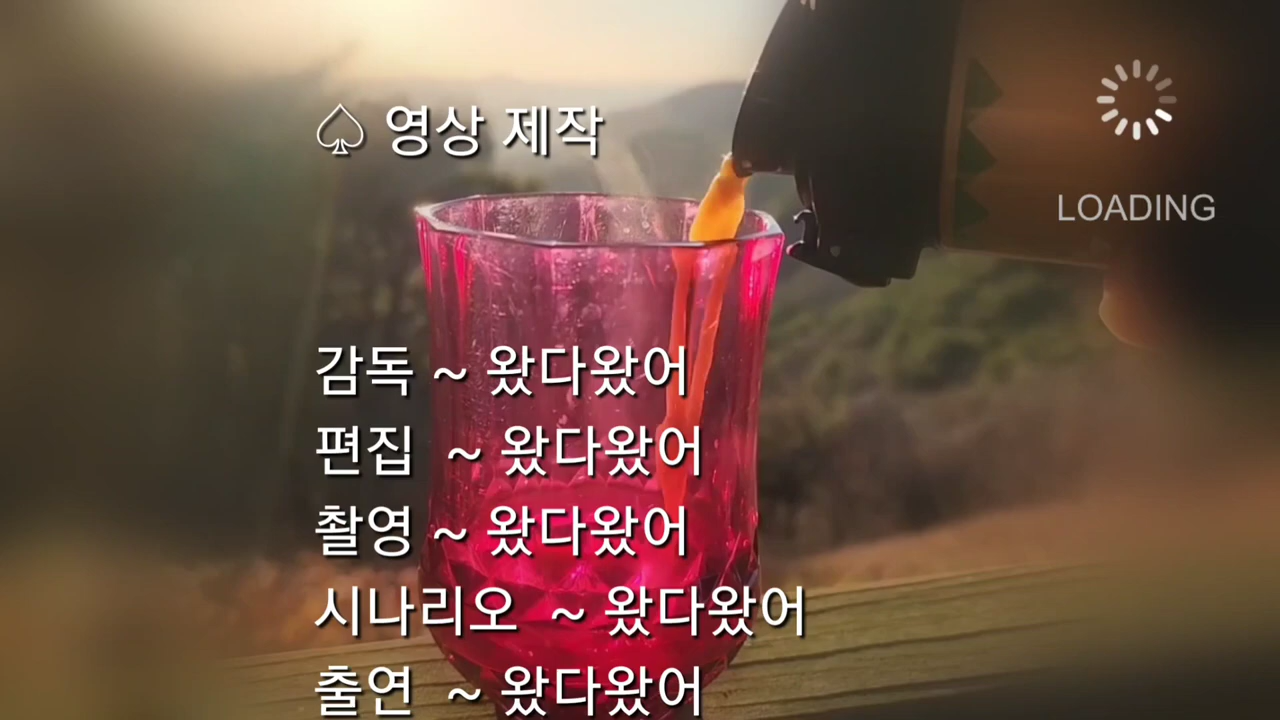 ♤ 영상 제작
LOADING
감독 ~ 왔다왔어
편집 ~ 왔다왔어
촬영 ~ 왔다왔어
시나리오 ~ 왔다왔어
출연 ~ 왔다왔어